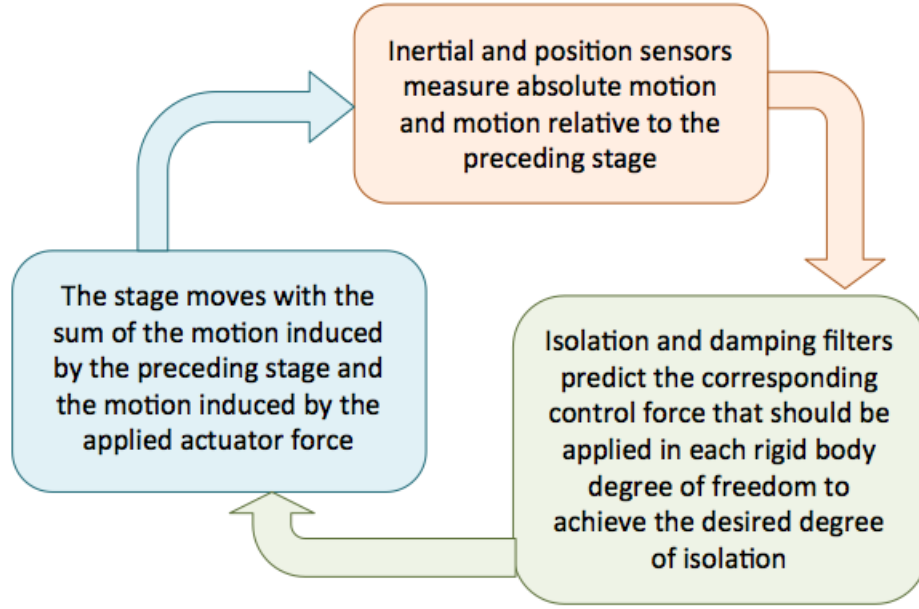 Inertial and position sensors
measure absolute motion
and motion relative to the
preceding stage
The stage moves with the
sum of the motion induced
by the preceding stage and
the motion induced by the
applied actuator force
Isolation and damping filters
predict the corresponding
control force that should be
applied in each rigid body
degree of freedom to
achieve the desired degree
of isolation